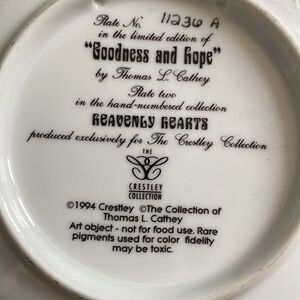 Plate No. 11236 A
in the limited edition of
"Goodness and Hope"
by Thomas L. Cathey
Plate two
in the hand-numbered collection
HEAVENLY HEARTS
produced exclusively for The Crestley Collection
THE
CRESTLEY
COLLECTION
©1994 Crestley ©The Collection of
Thomas L. Cathey
Art object - not for food use. Rare
pigments used for color fidelity
may be toxic.